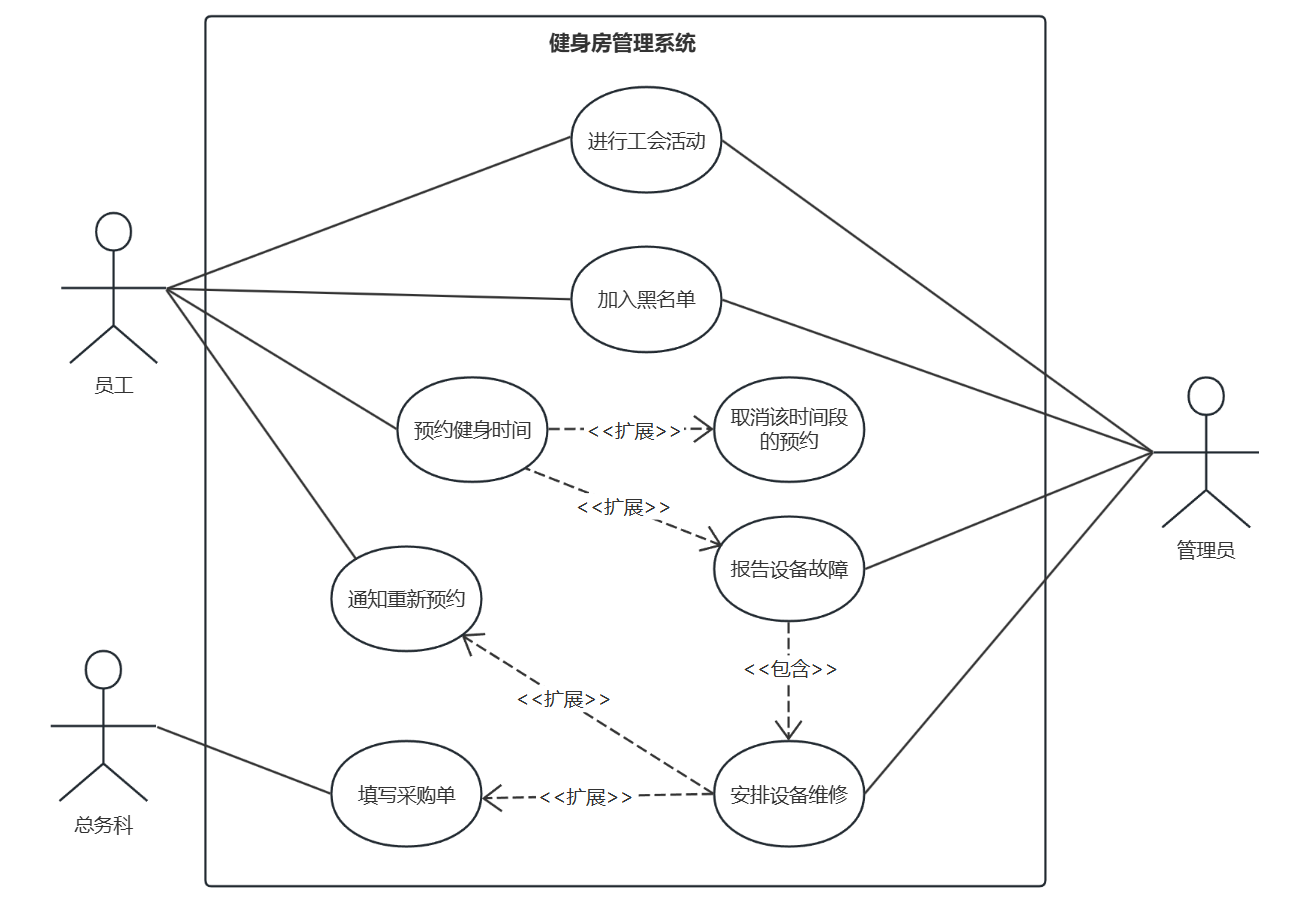 健身房管理系统
进行工会活动
加入黑名单
员工
预约健身时间
<<扩展>>
取消该时间段
的预约
<<扩展>>
管理员
报告设备故障
通知重新预约
<<包含>>
<<扩展>>
填写采购单
<<扩展>>
安排设备维修
总务科